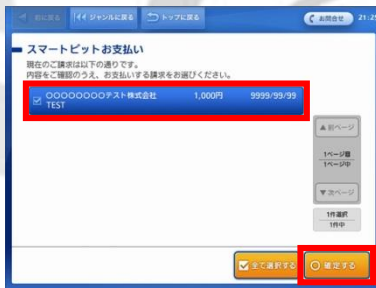 前に戻る
ジャンルに戻る
トップに戻る
お問合せ
21:2
スマートピットお支払い
現在のご請求は以下の通りです。
内容をご確認のうえ、お支払いする請求をお選びください。
○○○○○○○○テスト株式会社 1,000円 9999/99/99
TEST
▲前ページ
1ページ目
1ページ中
▼次ページ
1件選択
1件中
全て選択する
確定する